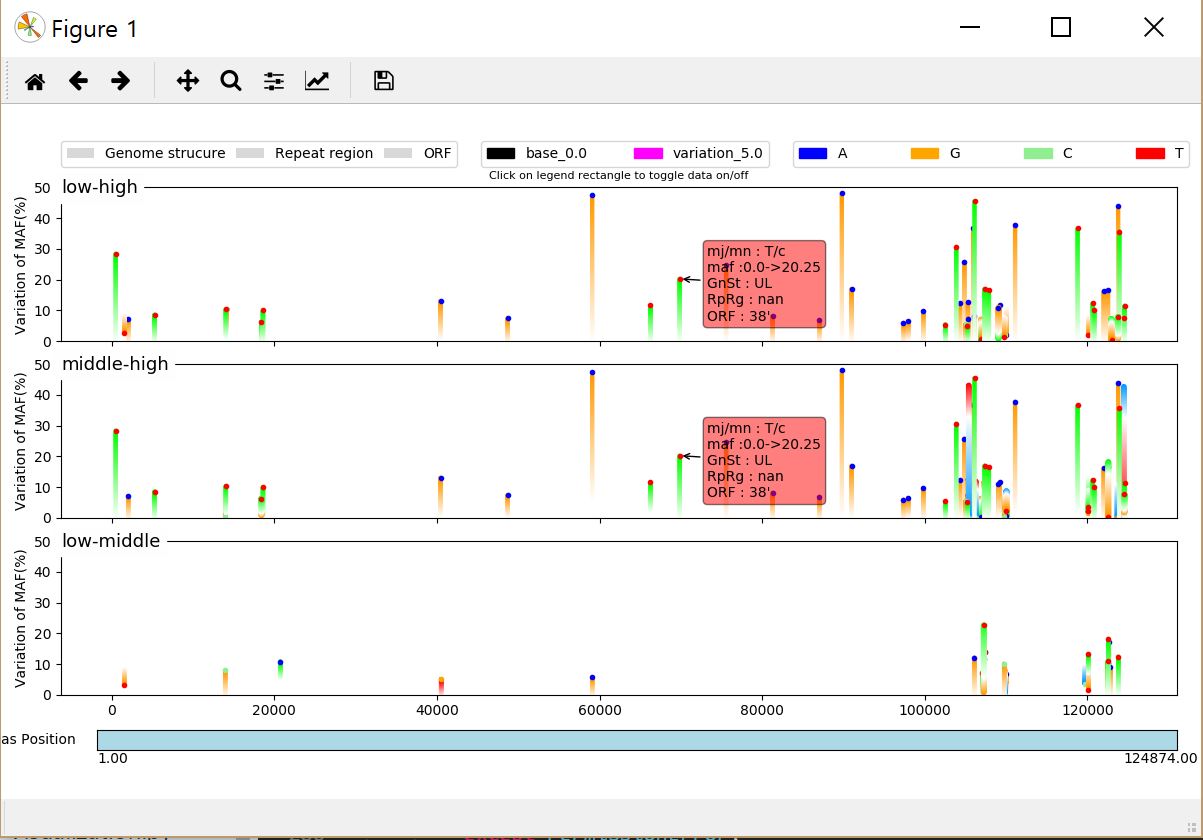 Figure 1
Genome strucure Repeat region ORF base_0.0 variation_5.0 A G C T
Click on legend rectangle to toggle data on/off
low-high
Variation of MAF(%)
50
40
30
20
10
0
mj/mn : T/c
maf :0.0->20.25
GnSt : UL
RpRg : nan
ORF : 38'
middle-high
Variation of MAF(%)
50
40
30
20
10
0
mj/mn : T/c
maf :0.0->20.25
GnSt : UL
RpRg : nan
ORF : 38'
low-middle
Variation of MAF(%)
50
40
30
20
10
0
0 20000 40000 60000 80000 100000 120000
as Position
1.00 124874.00